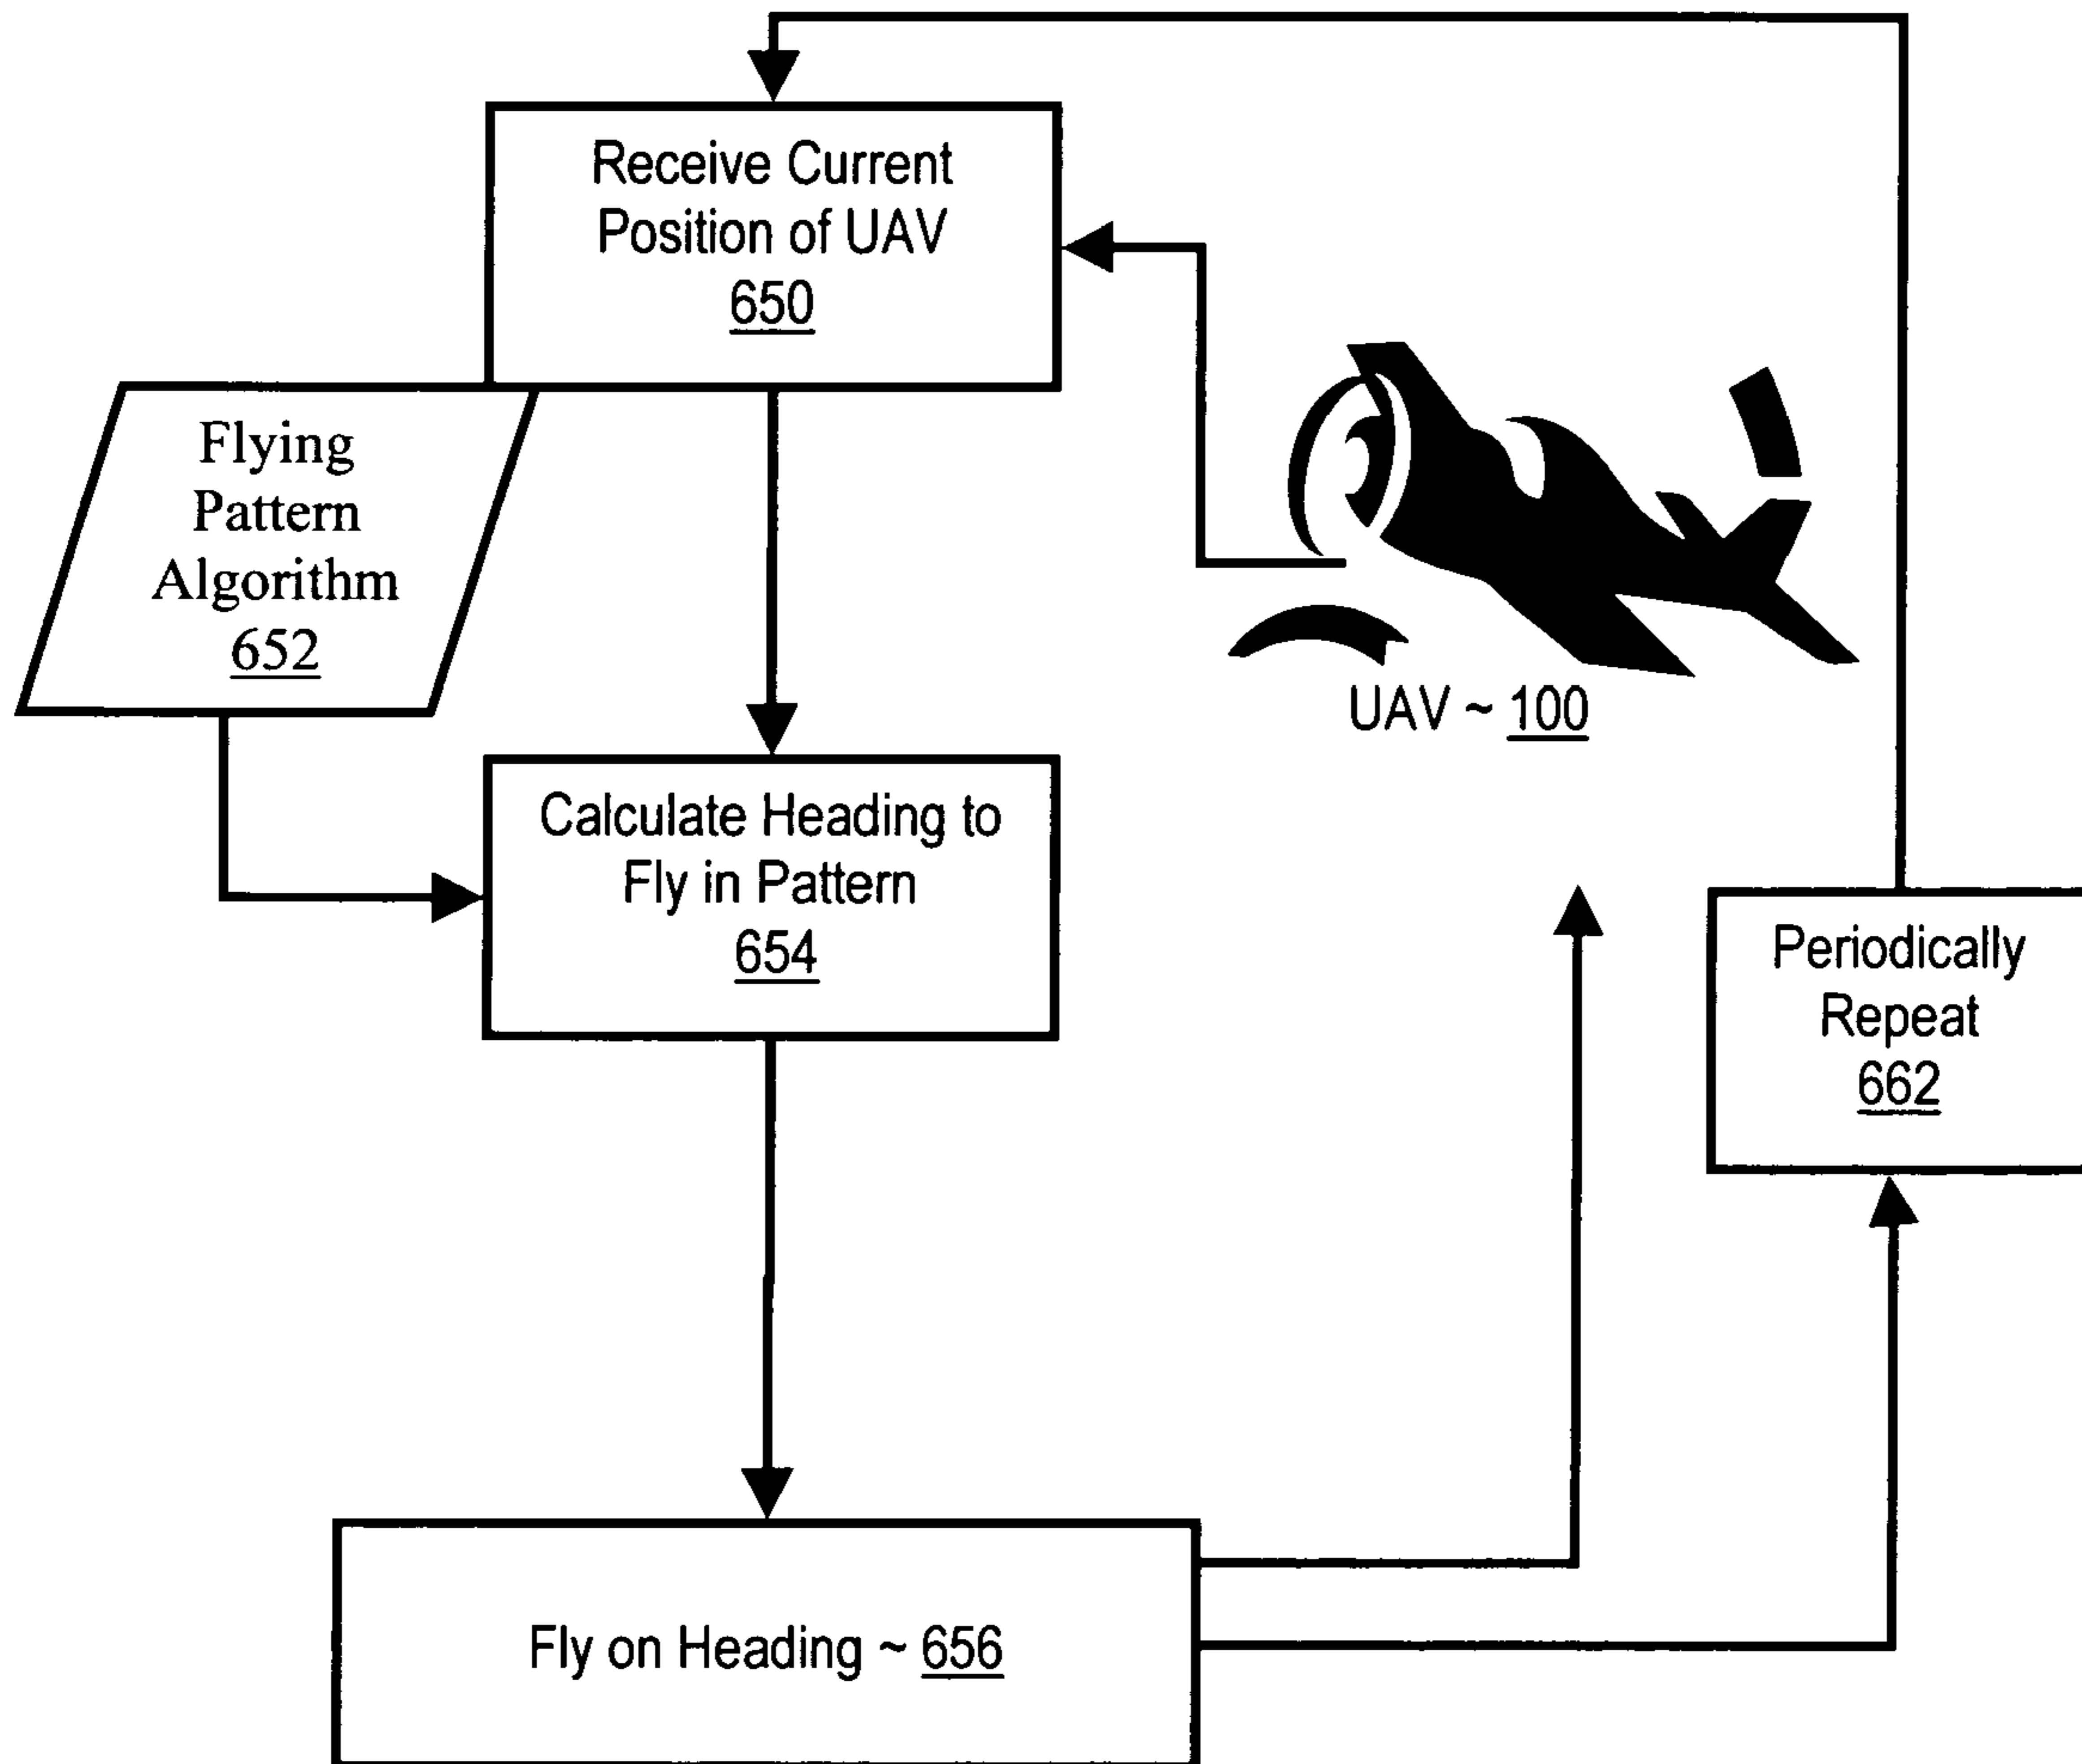 Receive Current
Position of UAV
650
Flying
Pattern
Algorithm
652
UAV ~ 100
Calculate Heading to
Fly in Pattern
654
Periodically
Repeat
662
Fly on Heading ~ 656